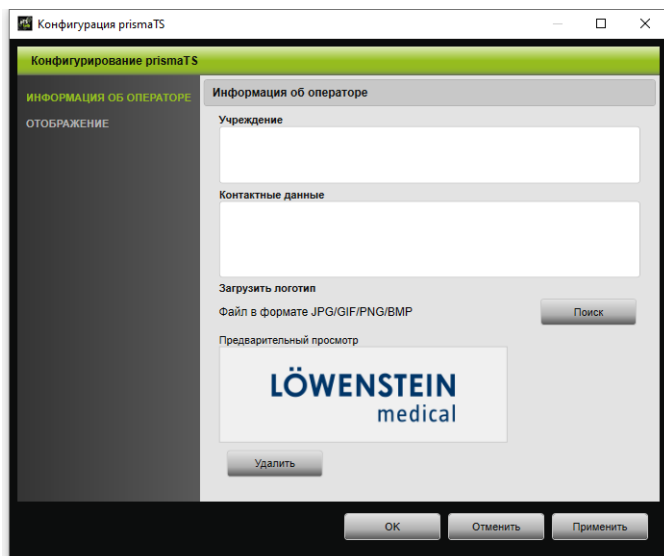 Конфигурация prismaTS
Конфигурирование prismaTS
ИНФОРМАЦИЯ ОБ ОПЕРАТОРЕ
ОТОБРАЖЕНИЕ
Информация об операторе
Учреждение
Контактные данные
Загрузить логотип
Файл в формате JPG/GIF/PNG/BMP
Поиск
Предварительный просмотр
LÖWENSTEIN
medical
Удалить
OK
Отменить
Применить